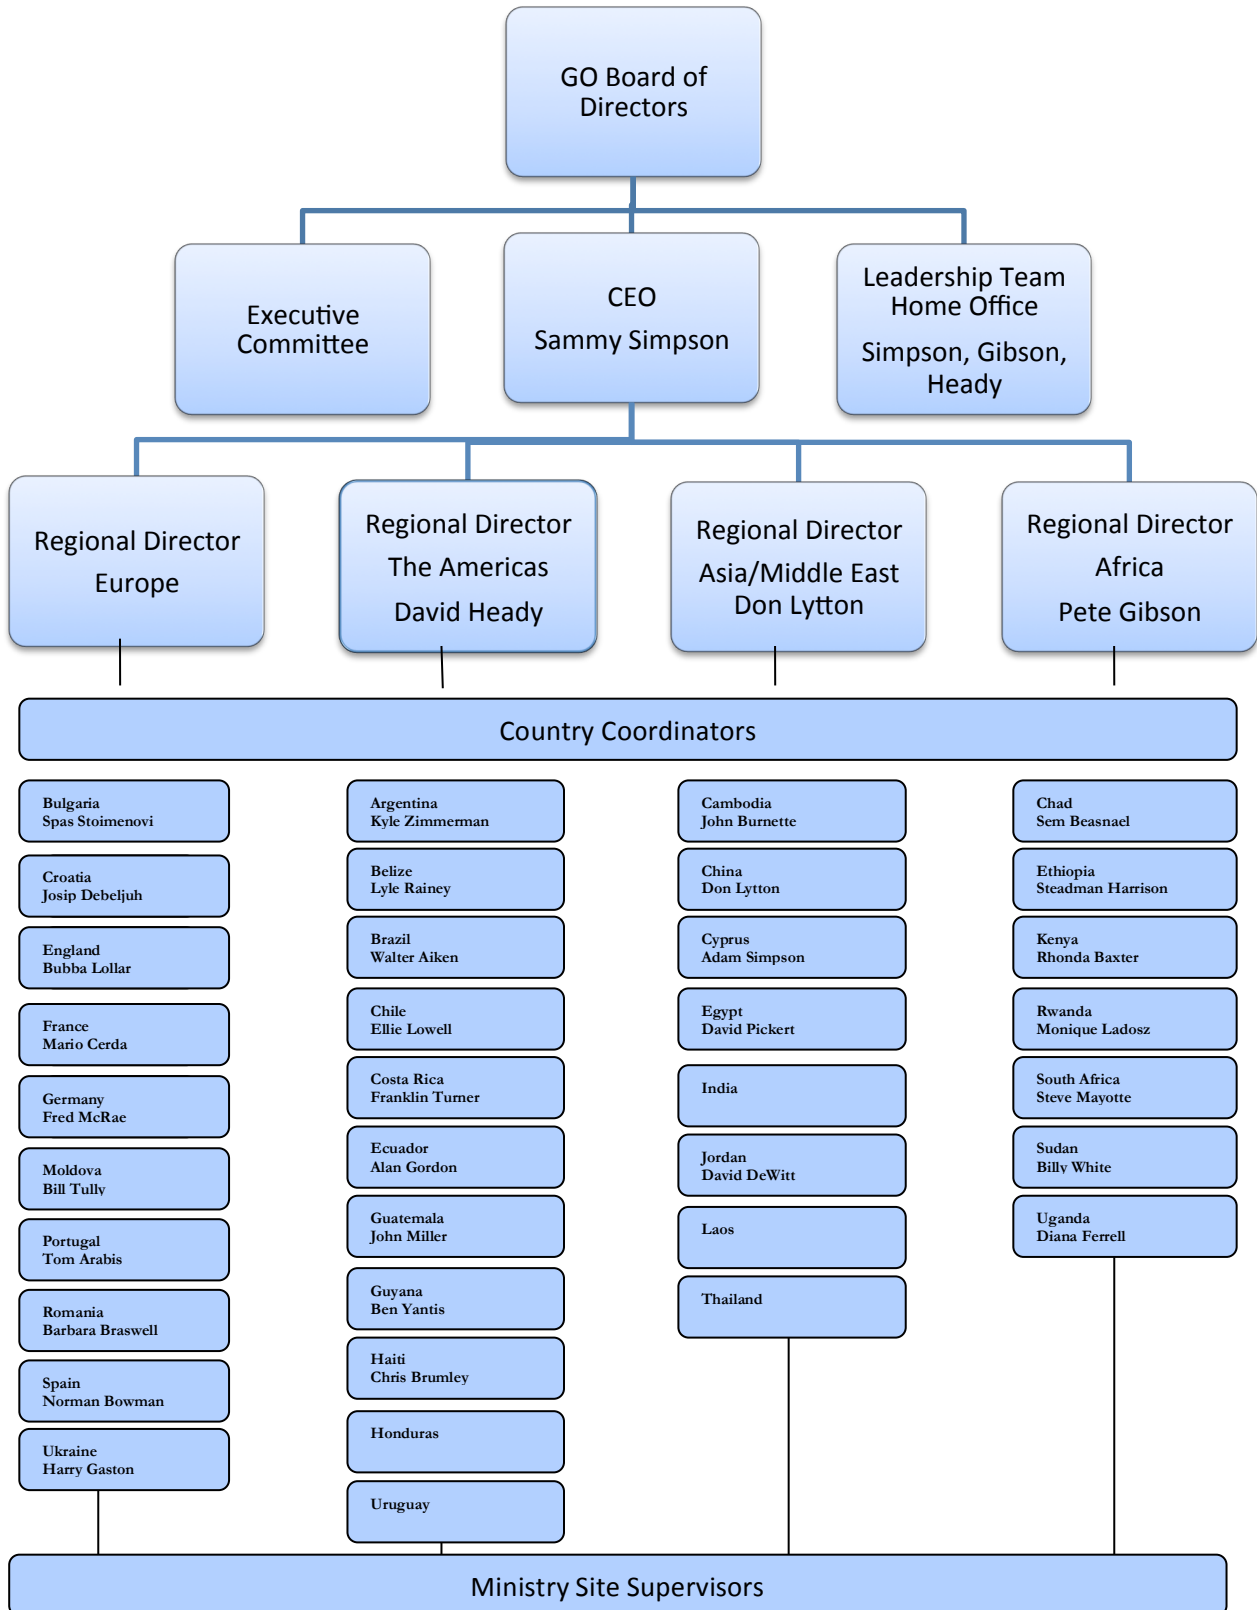 GO Board of
Directors
Executive
Committee
CEO
Sammy Simpson
Leadership Team
Home Office
Simpson, Gibson,
Heady
Regional Director
Europe
Regional Director
The Americas
David Heady
Regional Director
Asia/Middle East
Don Lytton
Regional Director
Africa
Pete Gibson
Country Coordinators
Bulgaria
Spas Stoimenovi
Croatia
Josip Debeljuh
England
Bubba Lollar
France
Mario Cerda
Germany
Fred McRae
Moldova
Bill Tully
Portugal
Tom Arabis
Romania
Barbara Braswell
Spain
Norman Bowman
Ukraine
Harry Gaston
Argentina
Kyle Zimmerman
Belize
Lyle Rainey
Brazil
Walter Aiken
Chile
Ellie Lowell
Costa Rica
Franklin Turner
Ecuador
Alan Gordon
Guatemala
John Miller
Guyana
Ben Yantis
Haiti
Chris Brumley
Honduras
Uruguay
Cambodia
John Burnette
China
Don Lytton
Cyprus
Adam Simpson
Egypt
David Pickert
India
Jordan
David DeWitt
Laos
Thailand
Chad
Sem Beasnael
Ethiopia
Steadman Harrison
Kenya
Rhonda Baxter
Rwanda
Monique Ladosz
South Africa
Steve Mayotte
Sudan
Billy White
Uganda
Diana Ferrell
Ministry Site Supervisors